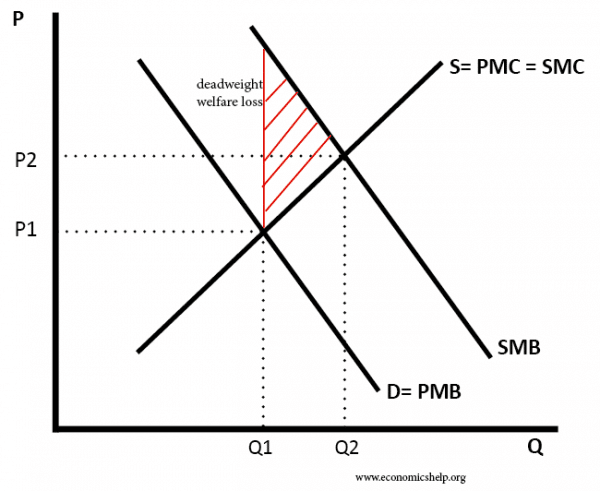 P
S= PMC = SMC
deadweight
welfare loss
P2
P1
SMB
D= PMB
Q1
Q2
Q
www.economicshelp.org